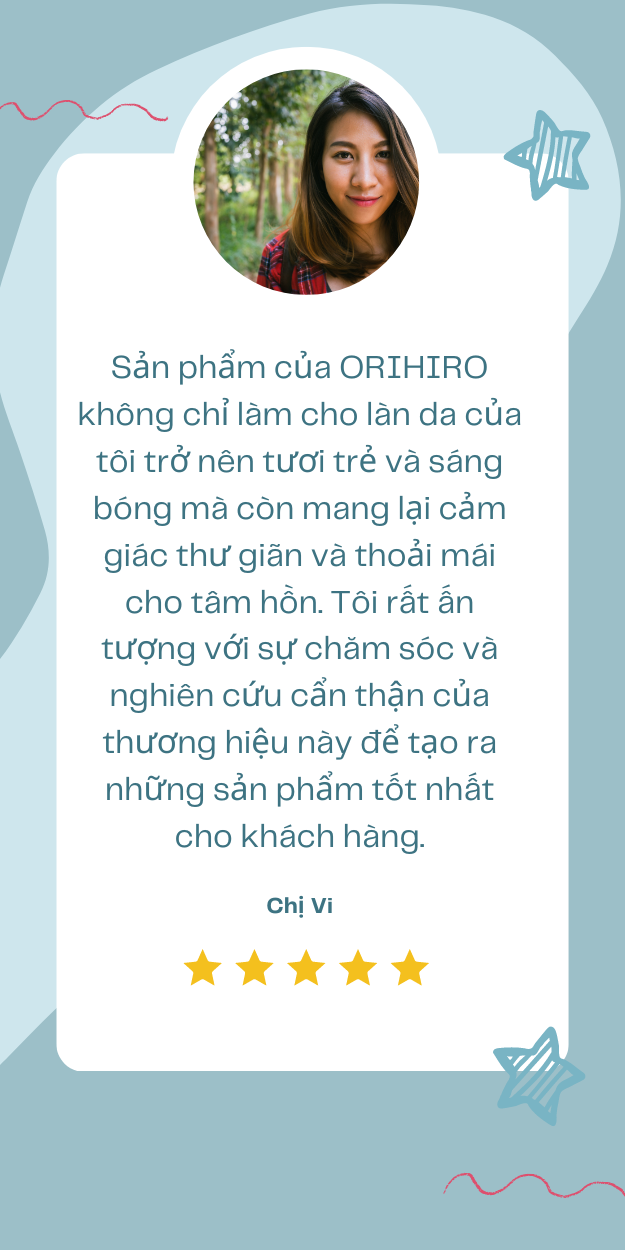 Sản phẩm của ORIHIRO
không chỉ làm cho làn da của
tôi trở nên tươi trẻ và sáng
bóng mà còn mang lại cảm
giác thư giãn và thoải mái
cho tâm hồn. Tôi rất ấn
tượng với sự chăm sóc và
nghiên cứu cẩn thận của
thương hiệu này để tạo ra
những sản phẩm tốt nhất
cho khách hàng.
Chị Vi